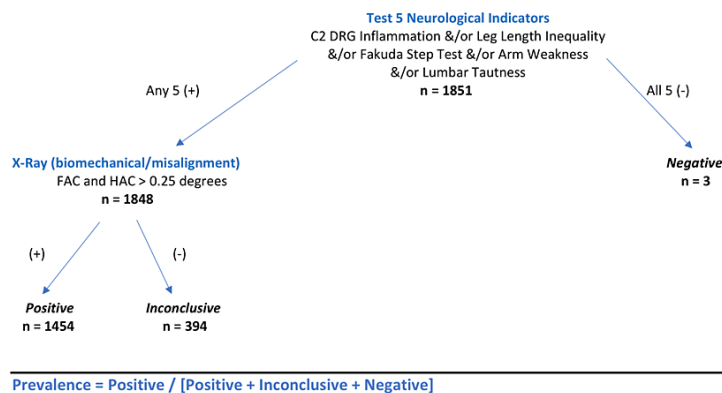 Test 5 Neurological Indicators
C2 DRG Inflammation &/or Leg Length Inequality
&/or Fakuda Step Test &/or Arm Weakness
&/or Lumbar Tautness
n = 1851
Any 5 (+)
All 5 (-)
X-Ray (biomechanical/misalignment)
FAC and HAC > 0.25 degrees
n = 1848
Negative
n = 3
(+)
(-)
Positive
n = 1454
Inconclusive
n = 394
Prevalence = Positive / [Positive + Inconclusive + Negative]